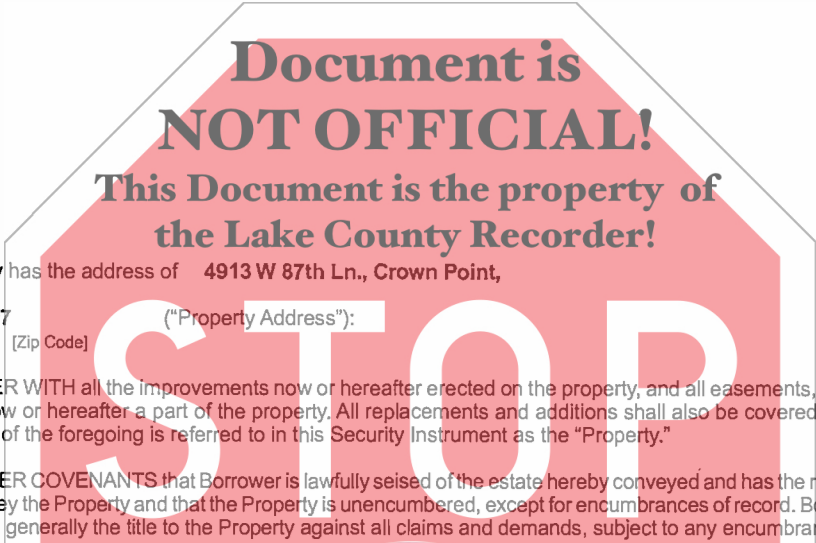 Document is
NOT OFFICIAL!
This Document is the property of
the Lake County Recorder!
has the address of 4913 W 87th Ln., Crown Point,
7 ("Property Address"):
[Zip Code]
STOP
ER WITH all the improvements now or hereafter erected on the property, and all easements,
w or hereafter a part of the property. All replacements and additions shall also be covered
of the foregoing is referred to in this Security Instrument as the “Property.”
ER COVENANTS that Borrower is lawfully seised of the estate hereby conveyed and has the r
ey the Property and that the Property is unencumbered, except for encumbrances of record. Bo
generally the title to the Property against all claims and demands, subject to any encumbran